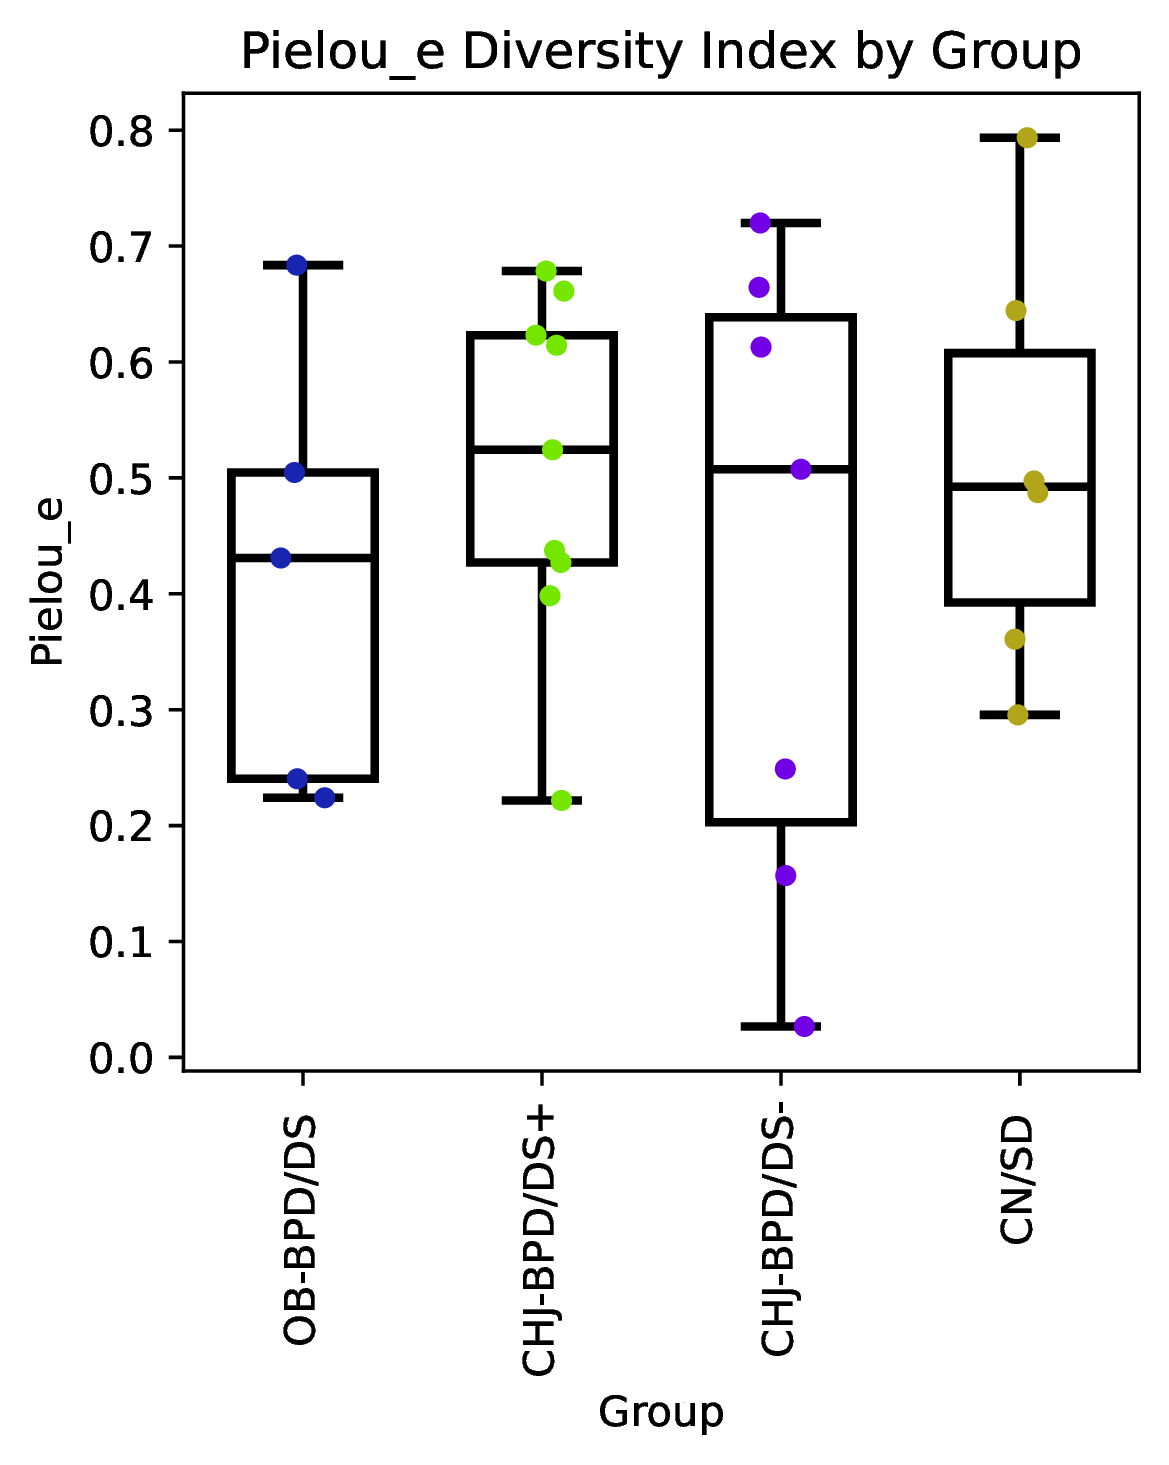 Pielou_e Diversity Index by Group
0.8
0.7
0.6
0.5
0.4
0.3
0.2
0.1
0.0
Pielou_e
OB-BPD/DS
CHJ-BPD/DS+
CHJ-BPD/DS-
CN/SD
Group